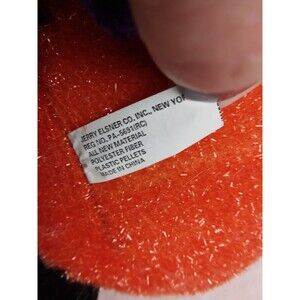 JERRY ELSNER CO. INC., NEW YOR
REG NO. PA-5691(RC)
ALL NEW MATERIAL
POLYESTER FIBER
PLASTIC PELLETS
MADE IN CHINA